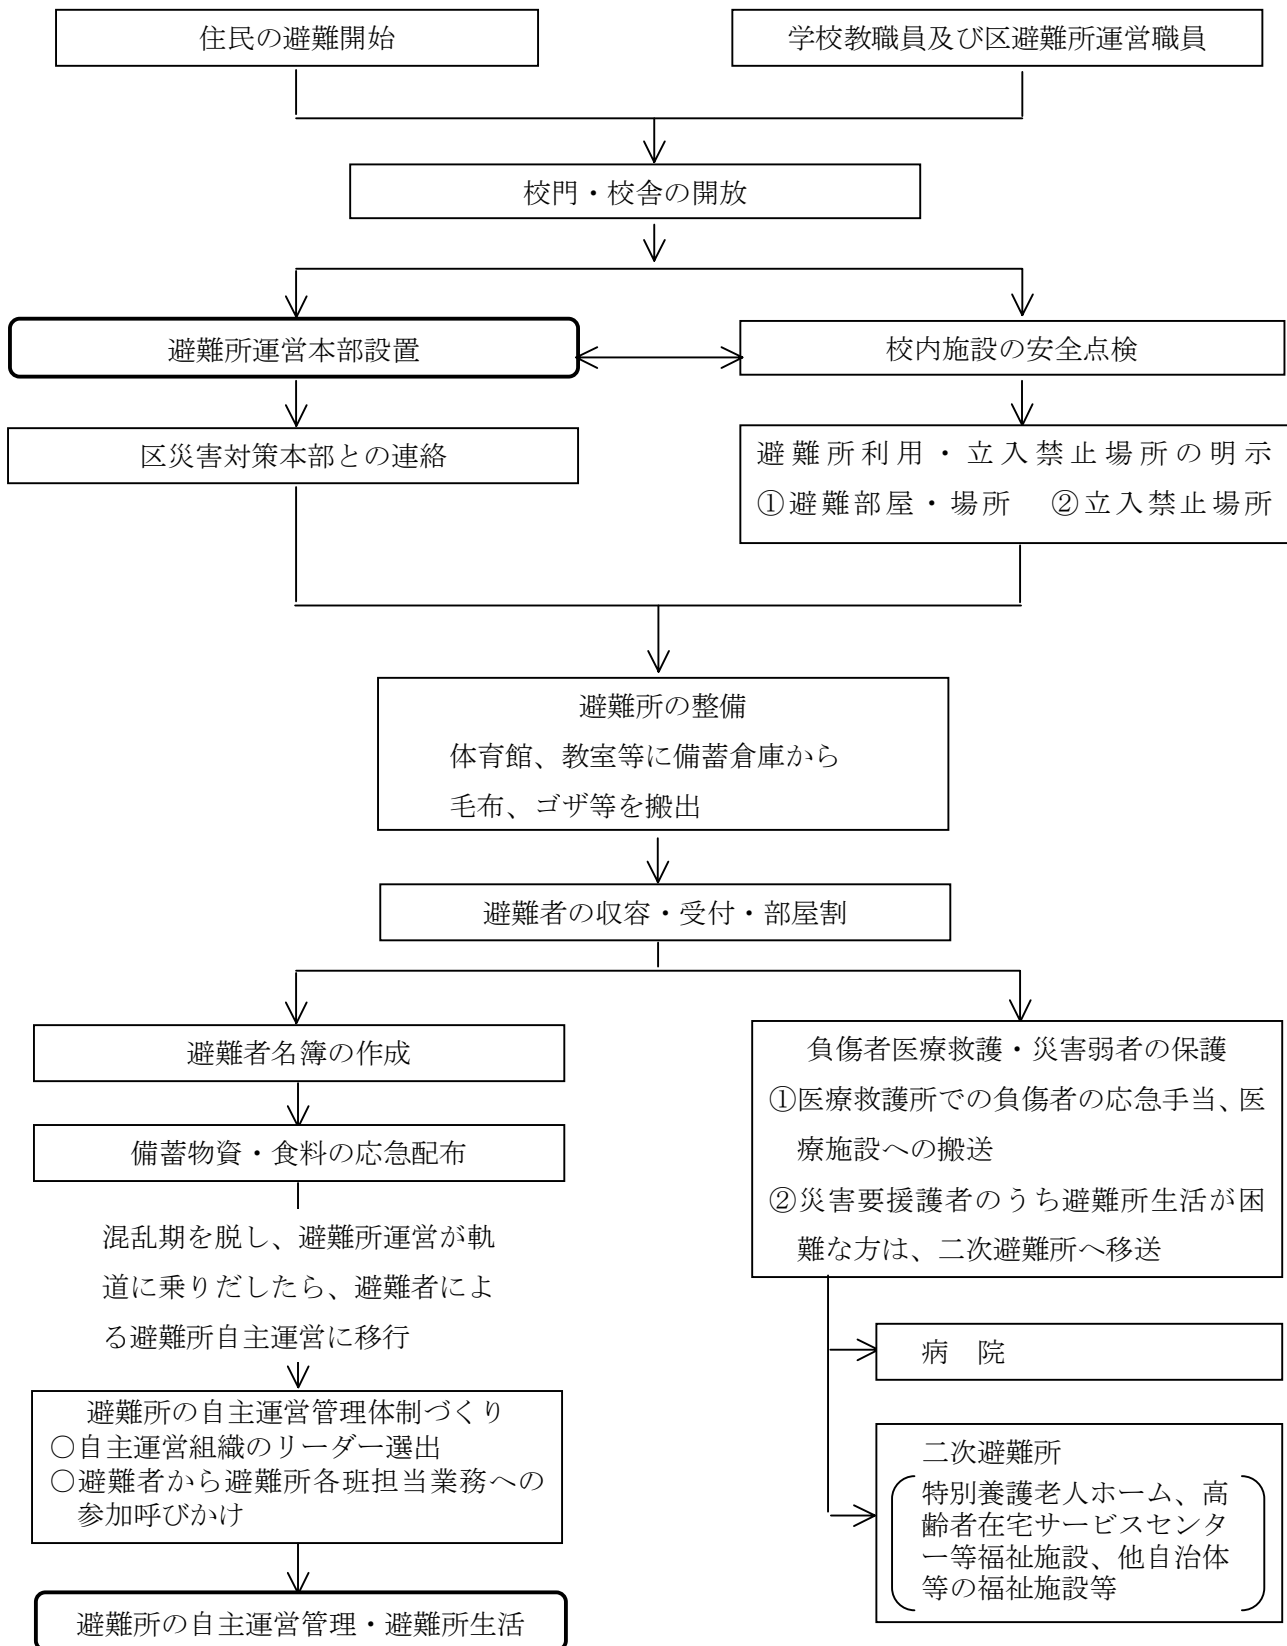 住民の避難開始
学校教職員及び区避難所運営職員
校門・校舎の開放
避難所運営本部設置
校内施設の安全点検
区災害対策本部との連絡
避難所利用・立入禁止場所の明示
①避難部屋・場所　②立入禁止場所
避難所の整備
体育館、教室等に備蓄倉庫から
毛布、ゴザ等を搬出
避難者の収容・受付・部屋割
避難者名簿の作成
備蓄物資・食料の応急配布
混乱期を脱し、避難所運営が軌
道に乗りだしたら、避難者によ
る避難所自主運営に移行
避難所の自主運営管理体制づくり
○自主運営組織のリーダー選出
○避難者から避難所各班担当業務への
参加呼びかけ
避難所の自主運営管理・避難所生活
負傷者医療救護・災害弱者の保護
①医療救護所での負傷者の応急手当、医
療施設への搬送
②災害要援護者のうち避難所生活が困
難な方は、二次避難所へ移送
病　院
二次避難所
特別養護老人ホーム、高
齢者在宅サービスセンタ
ー等福祉施設、他自治体
等の福祉施設等